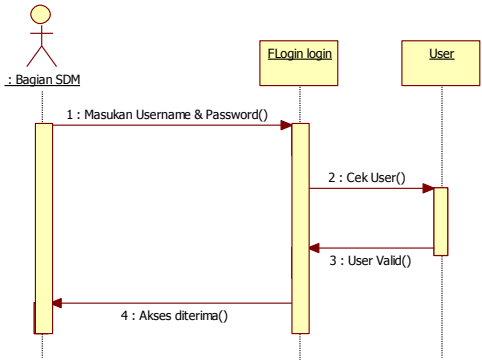 FLogin login
User
: Bagian SDM
1 : Masukan Username & Password()
2 : Cek User()
3 : User Valid()
4 : Akses diterima()